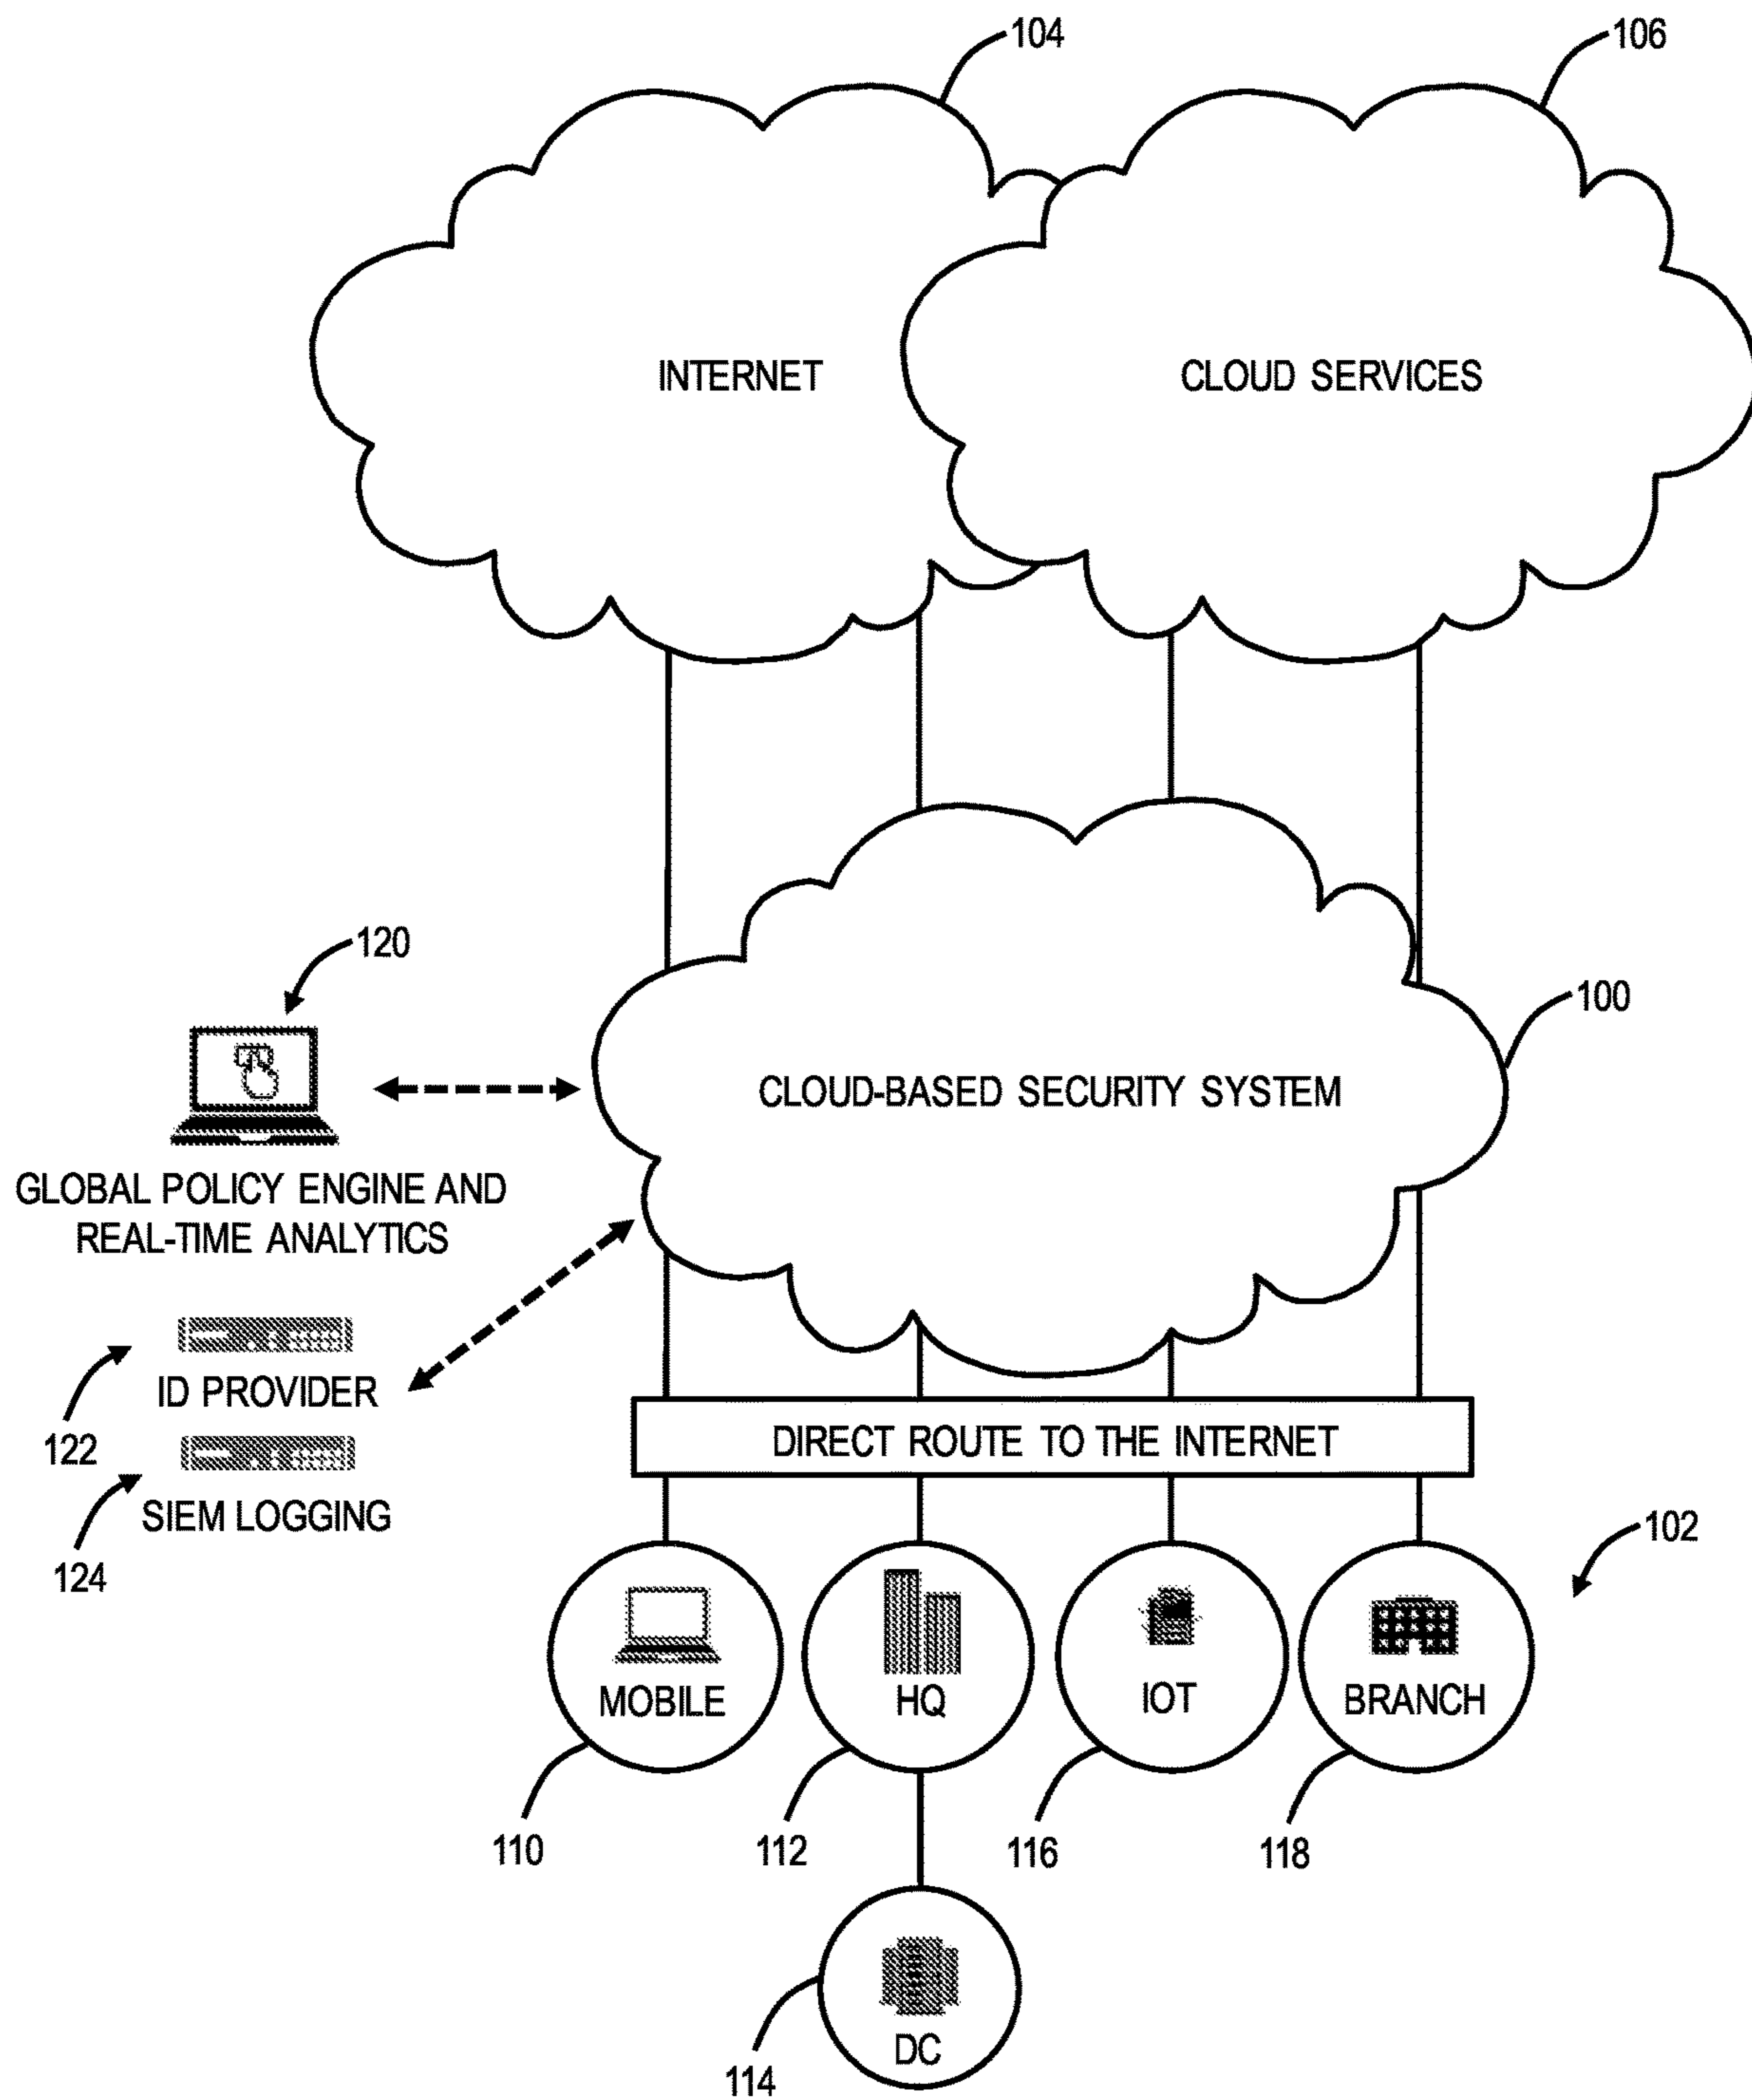 104
106
INTERNET
CLOUD SERVICES
120
100
CLOUD-BASED SECURITY SYSTEM
GLOBAL POLICY ENGINE AND
REAL-TIME ANALYTICS
ID PROVIDER
122
DIRECT ROUTE TO THE INTERNET
SIEM LOGGING
124
102
MOBILE
HQ
IOT
BRANCH
110
112
116
118
DC
114